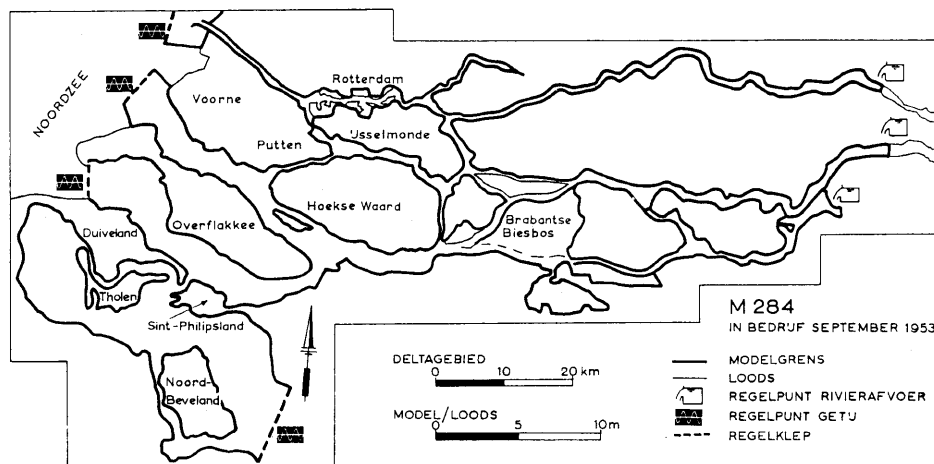 NOORDZEE
Rotterdam
Voorne
IJsselmonde
Putten
Hoekse Waard
Brabantse
Biesbos
Overflakkee
Duiveland
Tholen
Sint-Philipsland
Noord-
Beveland
DELTAGEBIED
0 10 20 km
MODEL/LOODS
0 5 10m
M 284
IN BEDRIJF SEPTEMBER 1953
MODELGRENS
LOODS
REGELPUNT RIVIERAFVOER
REGELPUNT GETIJ
REGELKLEP